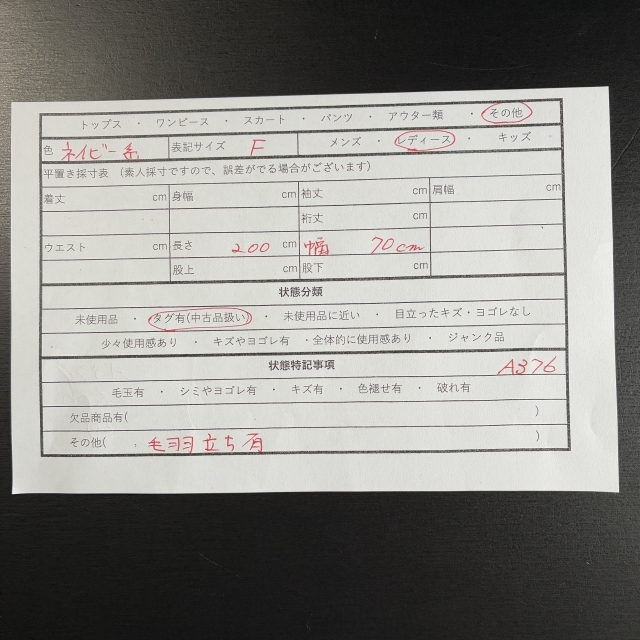 トップス ・ ワンピース ・ スカート ・ パンツ ・ アウター類 ・ その他
色 ネイビー系 表記サイズ F メンズ ・ レディース ・ キッズ
平置き採寸表 (素人採寸ですので、誤差がでる場合がございます)
着丈 cm 身幅 cm 袖丈 cm 肩幅 cm
裄丈 cm
ウエスト cm 長さ 200 cm 幅 70cm
股上 cm 股下 cm
状態分類
未使用品 ・ タグ有(中古品扱い) ・ 未使用品に近い ・ 目立ったキズ・ヨゴレなし
少々使用感あり ・ キズやヨゴレ有 ・全体的に使用感あり ・ ジャンク品
状態特記事項 A376
毛玉有 ・ シミやヨゴレ有 ・ キズ有 ・ 色褪せ有 ・ 破れ有
欠品商品有( )
その他( : 毛羽立ち有 )